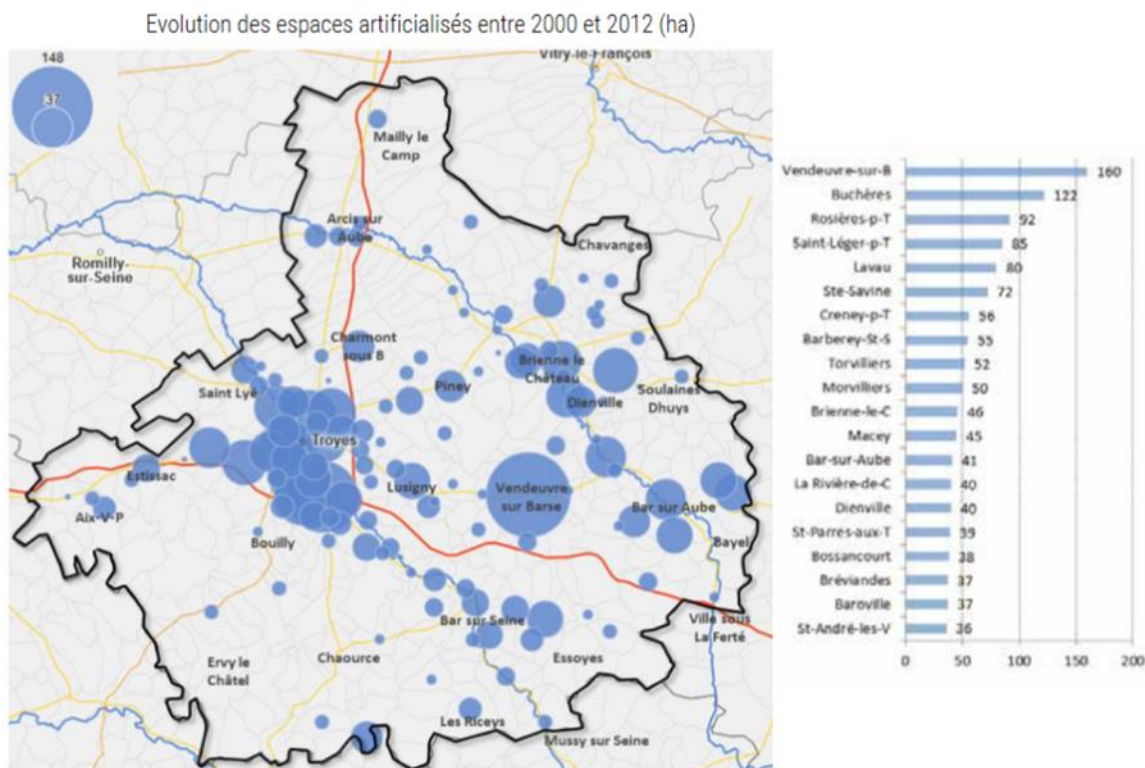 Evolution des espaces artificialisés entre 2000 et 2012 (ha)
148
37
Vitry le François
Mailly le
Camp
Arcis sur
Aube
Chavanges
Romilly-
sur-Seine
Charmont
sous B
Brienne le
Château
Saint Lyé
Piney
Soulaines
Dhuys
Dienville
Troyes
Estissac
Lusigny
Vendeuvre
sur Barse
Bar sur Aube
Aix-V-P
Bouilly
Bayel
Bar sur Seine
Ville sous
La Ferté
Ervy le
Châtel
Chaource
Essoyes
Les Riceys
Mussy sur Seine
Vendeuvre-sur-B 160
Buchères 122
Rosières-p-T 92
Saint-Léger-p-T 85
Lavau 80
Ste-Savine 72
Creney-p-T 56
Barberey-St-S 55
Torvilliers 52
Morvilliers 50
Brienne-le-C 46
Macey 45
Bar-sur-Aube 41
La Rivière-de-C 40
Dienville 40
St-Parres-aux-T 39
Bossancourt 38
Bréviandes 37
Baroville 37
St-André-les-V 36
0 50 100 150 200